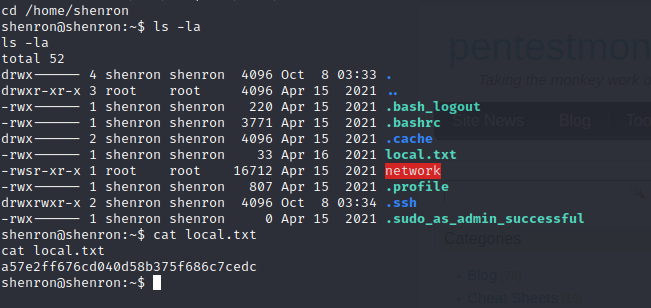 cd /home/shenron
shenron@shenron:~$ ls -la
ls -la
total 52
drwx------ 4 shenron shenron  4096 Oct  8 03:33 .
drwxr-xr-x 3 root    root     4096 Apr 15  2021 ..
-rwx------ 1 shenron shenron   220 Apr 15  2021 .bash_logout
-rwx------ 1 shenron shenron  3771 Apr 15  2021 .bashrc
drwx------ 2 shenron shenron  4096 Apr 15  2021 .cache
-rwx------ 1 shenron shenron    33 Apr 16  2021 local.txt
-rwsr-xr-x 1 root    root    16712 Apr 15  2021 network
-rwx------ 1 shenron shenron   807 Apr 15  2021 .profile
drwxrwxr-x 2 shenron shenron  4096 Oct  8 03:34 .ssh
-rwx------ 1 shenron shenron     0 Apr 15  2021 .sudo_as_admin_successful
shenron@shenron:~$ cat local.txt
cat local.txt
a57e2ff676cd040d58b375f686c7cedc
shenron@shenron:~$
pentestmon
Taking the monkey work o
Site News
Blog
Too
Categories
Blog (78)
Cheat Sheets